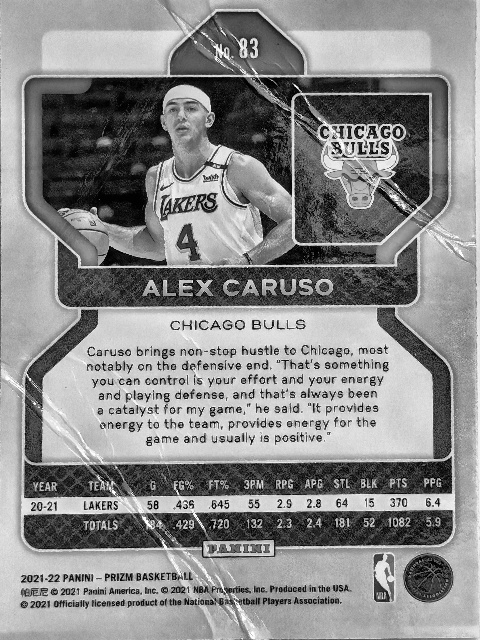 No. 83
CHICAGO
BULLS
LAKERS
4
ALEX CARUSO
CHICAGO BULLS
Caruso brings non-stop hustle to Chicago, most
notably on the defensive end. "That's something
you can control is your effort and your energy
and playing defense, and that's always been
a catalyst for my game," he said. "It provides
energy to the team, provides energy for the
game and usually is positive."
YEAR TEAM G FG% FT% 3PM RPG APG STL BLK PTS PPG
20-21 LAKERS 58 .436 .645 55 2.9 2.8 64 15 370 6.4
TOTALS 184 .429 .720 132 2.3 2.4 181 52 1082 5.9
PANINI
2021-22 PANINI – PRIZM BASKETBALL
帕尼尼 © 2021 Panini America, Inc. © 2021 NBA Properties, Inc. Produced in the USA.
© 2021 Officially licensed product of the National Basketball Players Association.